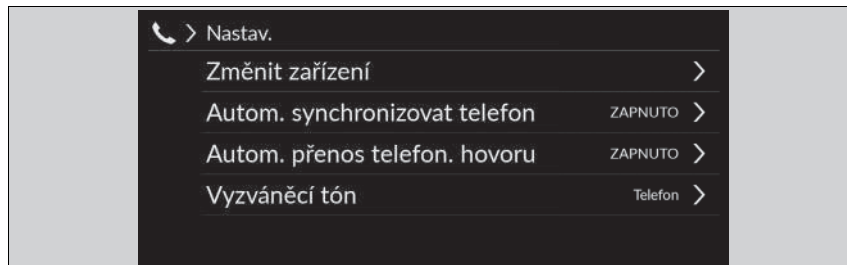 Nastav.
Změnit zařízení
Autom. synchronizovat telefon ZAPNUTO
Autom. přenos telefon. hovoru ZAPNUTO
Vyzváněcí tón Telefon